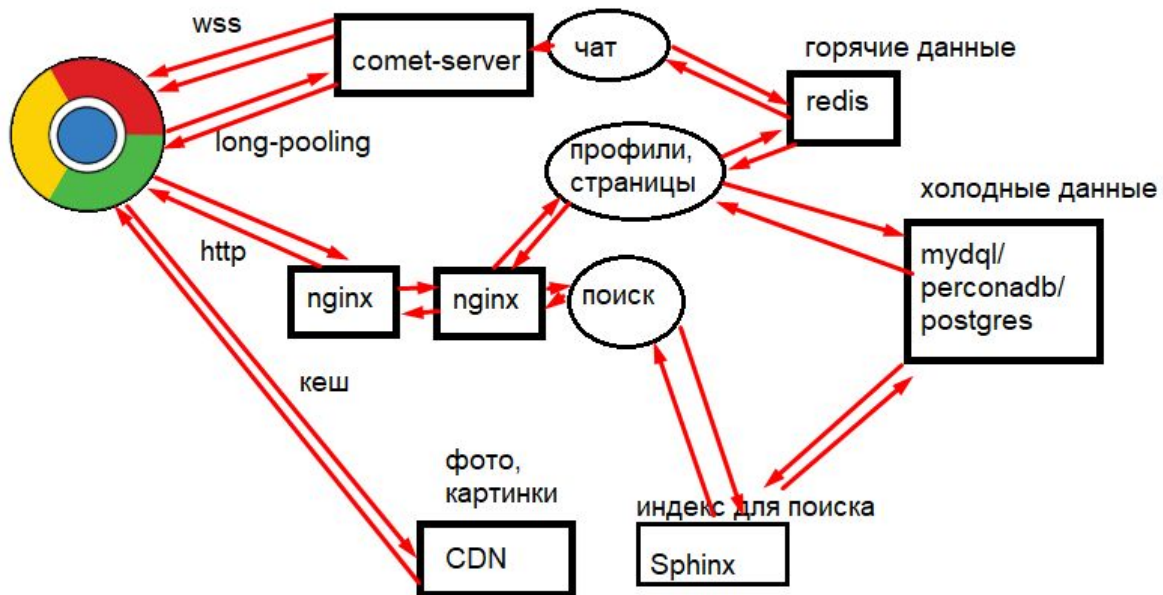 wss
comet-server
чат
горячие данные
redis
long-pooling
профили,
страницы
холодные данные
http
nginx
nginx
поиск
mydql/
perconadb/
postgres
кеш
фото,
картинки
CDN
индекс для поиска
Sphinx